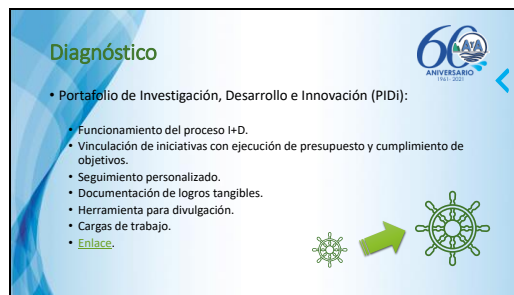 Diagnóstico
60
AyA
ANIVERSARIO
1961 - 2021
• Portafolio de Investigación, Desarrollo e Innovación (PIDi):
• Funcionamiento del proceso I+D.
• Vinculación de iniciativas con ejecución de presupuesto y cumplimiento de
objetivos.
• Seguimiento personalizado.
• Documentación de logros tangibles.
• Herramienta para divulgación.
• Cargas de trabajo.
• Enlace.